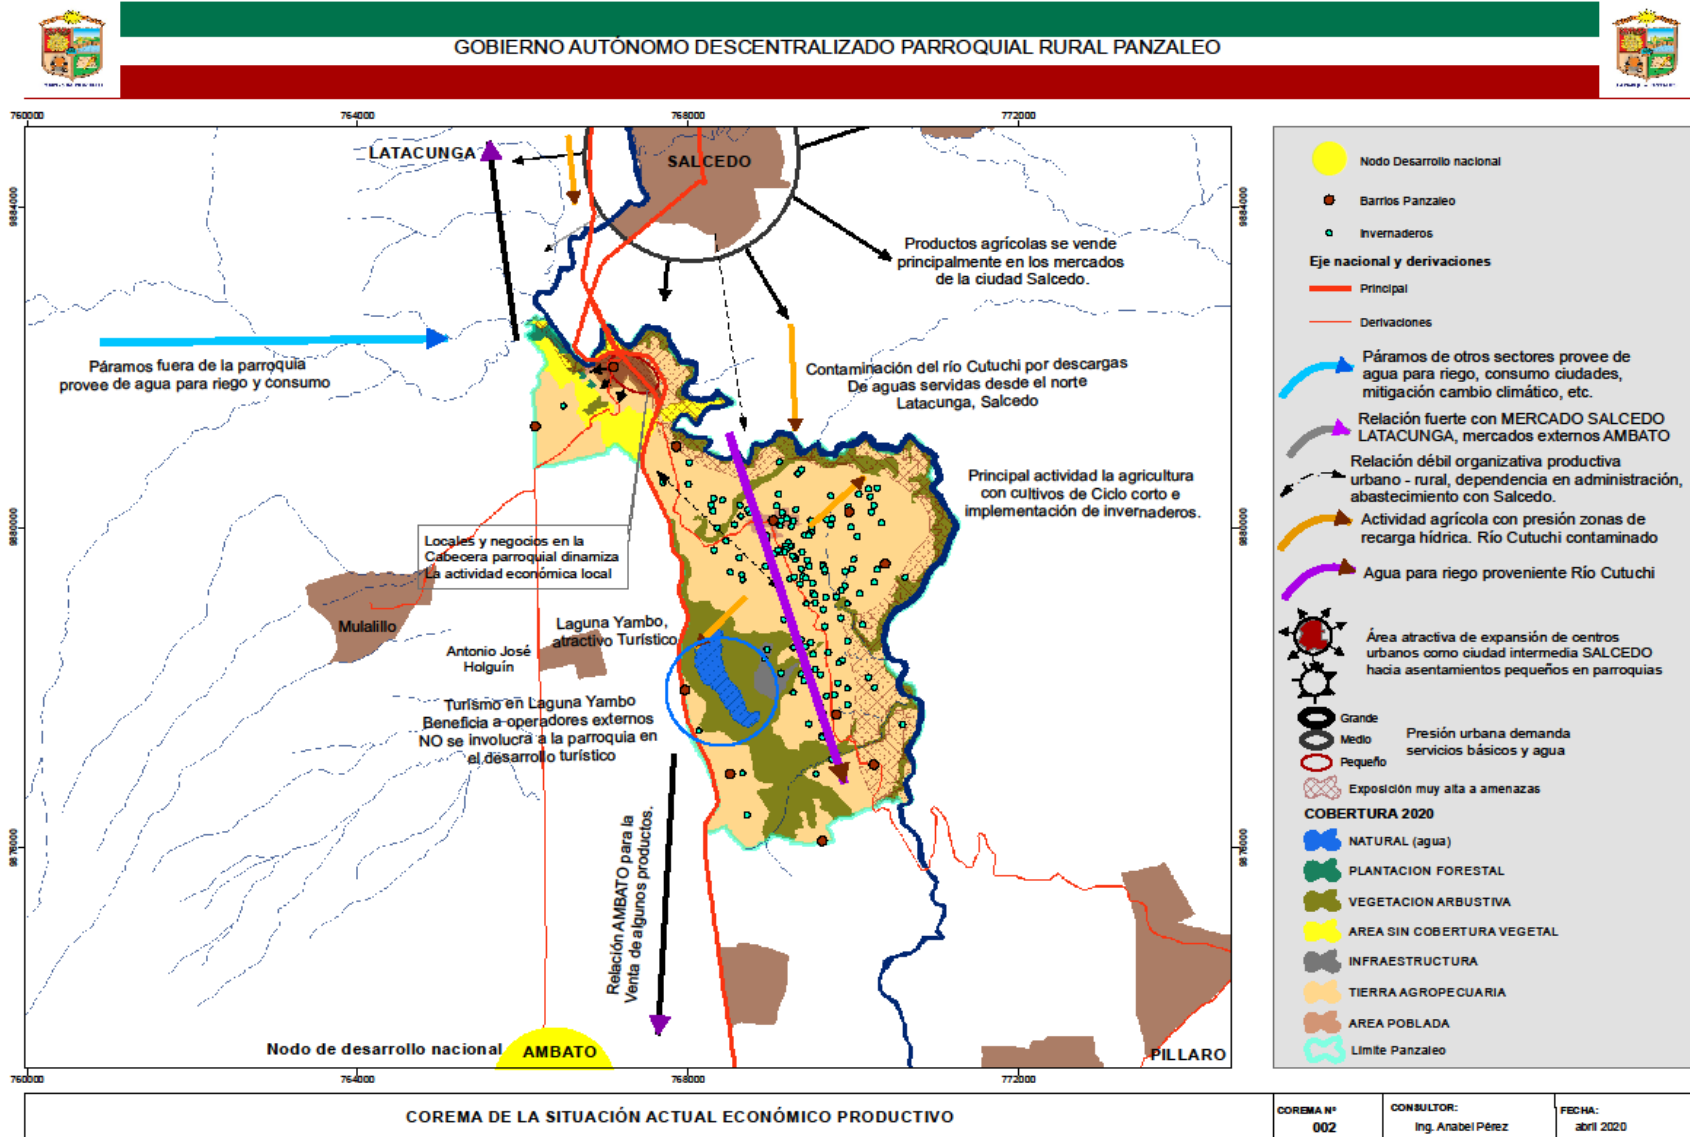 GOBIERNO AUTÓNOMO DESCENTRALIZADO PARROQUIAL RURAL PANZALEO
760000
764000
768000
772000
9884000
9884000
9880000
9880000
9876000
9876000
LATACUNGA
SALCEDO
Productos agrícolas se vende
principalmente en los mercados
de la ciudad Salcedo.
Páramos fuera de la parroquia
provee de agua para riego y consumo
Contaminación del río Cutuchi por descargas
De aguas servidas desde el norte
Latacunga, Salcedo
Principal actividad la agricultura
con cultivos de Ciclo corto e
implementación de invernaderos.
Locales y negocios en la
Cabecera parroquial dinamiza
La actividad económica local
Mulalillo
Antonio José
Holguín
Laguna Yambo,
atractivo Turístico
Turismo en Laguna Yambo
Beneficia a operadores externos
NO se involucra a la parroquia en
el desarrollo turístico
Relación AMBATO para la
Venta de algunos productos.
Nodo de desarrollo nacional
AMBATO
PILLARO
760000
764000
768000
772000
Nodo Desarrollo nacional
Barrios Panzaleo
Invernaderos
Eje nacional y derivaciones
Principal
Derivaciones
Páramos de otros sectores provee de
agua para riego, consumo ciudades,
mitigación cambio climático, etc.
Relación fuerte con MERCADO SALCEDO
LATACUNGA, mercados externos AMBATO
Relación débil organizativa productiva
urbano - rural, dependencia en administración,
abastecimiento con Salcedo.
Actividad agrícola con presión zonas de
recarga hídrica. Río Cutuchi contaminado
Agua para riego proveniente Río Cutuchi
Área atractiva de expansión de centros
urbanos como ciudad intermedia SALCEDO
hacia asentamientos pequeños en parroquias
Grande
Medio
Pequeño
Presión urbana demanda
servicios básicos y agua
Exposición muy alta a amenazas
COBERTURA 2020
NATURAL (agua)
PLANTACION FORESTAL
VEGETACION ARBUSTIVA
AREA SIN COBERTURA VEGETAL
INFRAESTRUCTURA
TIERRA AGROPECUARIA
AREA POBLADA
Límite Panzaleo
COREMA DE LA SITUACIÓN ACTUAL ECONÓMICO PRODUCTIVO
COREMA Nº
002
CONSULTOR:
Ing. Anabel Pérez
FECHA:
abril 2020